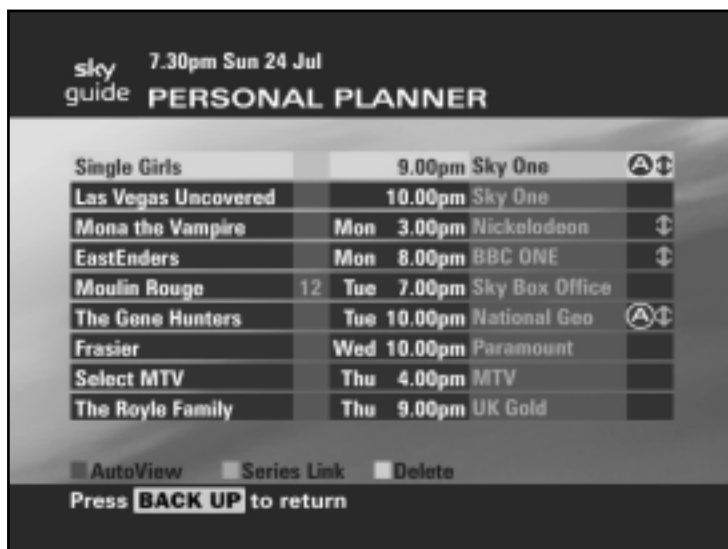 sky guide
7.30pm Sun 24 Jul
PERSONAL PLANNER
Single Girls 9.00pm Sky One A
Las Vegas Uncovered 10.00pm Sky One
Mona the Vampire Mon 3.00pm Nickelodeon
EastEnders Mon 8.00pm BBC ONE
Moulin Rouge 12 Tue 7.00pm Sky Box Office
The Gene Hunters Tue 10.00pm National Geo A
Frasier Wed 10.00pm Paramount
Select MTV Thu 4.00pm MTV
The Royle Family Thu 9.00pm UK Gold
AutoView Series Link Delete
Press BACK UP to return